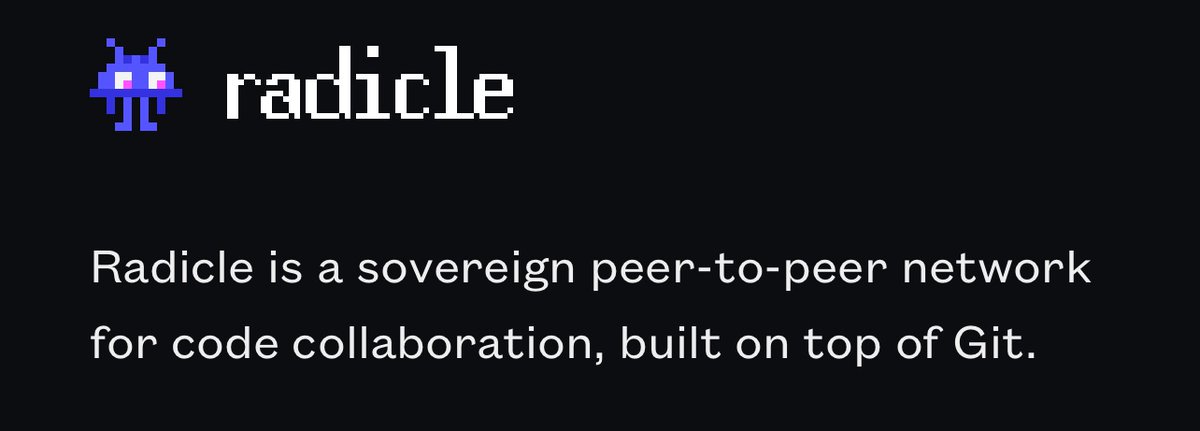 radicle
Radicle is a sovereign peer-to-peer network
for code collaboration, built on top of Git.